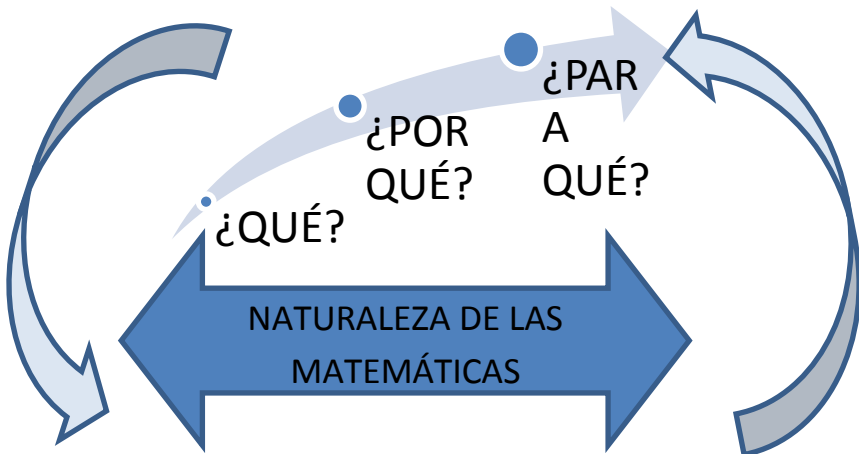 ¿QUÉ?
¿POR
QUÉ?
¿PAR
A
QUÉ?
NATURALEZA DE LAS
MATEMÁTICAS